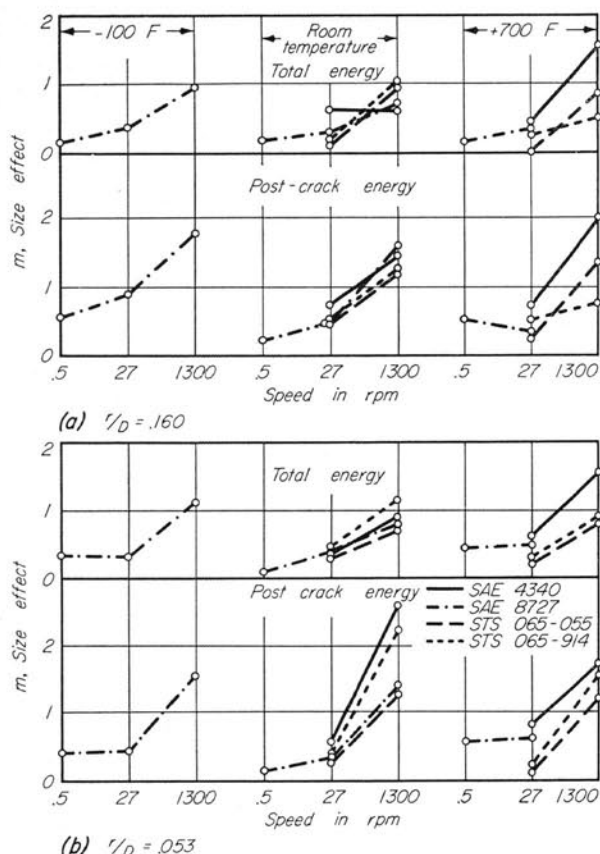 2
-100 F
Room
temperature
+700 F
Total energy
1
0
Post-crack energy
2
1
0
m, Size effect
.5 27 1300 .5 27 1300 .5 27 1300
Speed in rpm
(a) r/D = .160
2
Total energy
1
0
Post crack energy
SAE 4340
SAE 8727
STS 065-055
STS 065-914
2
1
0
m, Size effect
.5 27 1300 .5 27 1300 .5 27 1300
Speed in rpm
(b) r/D = .053